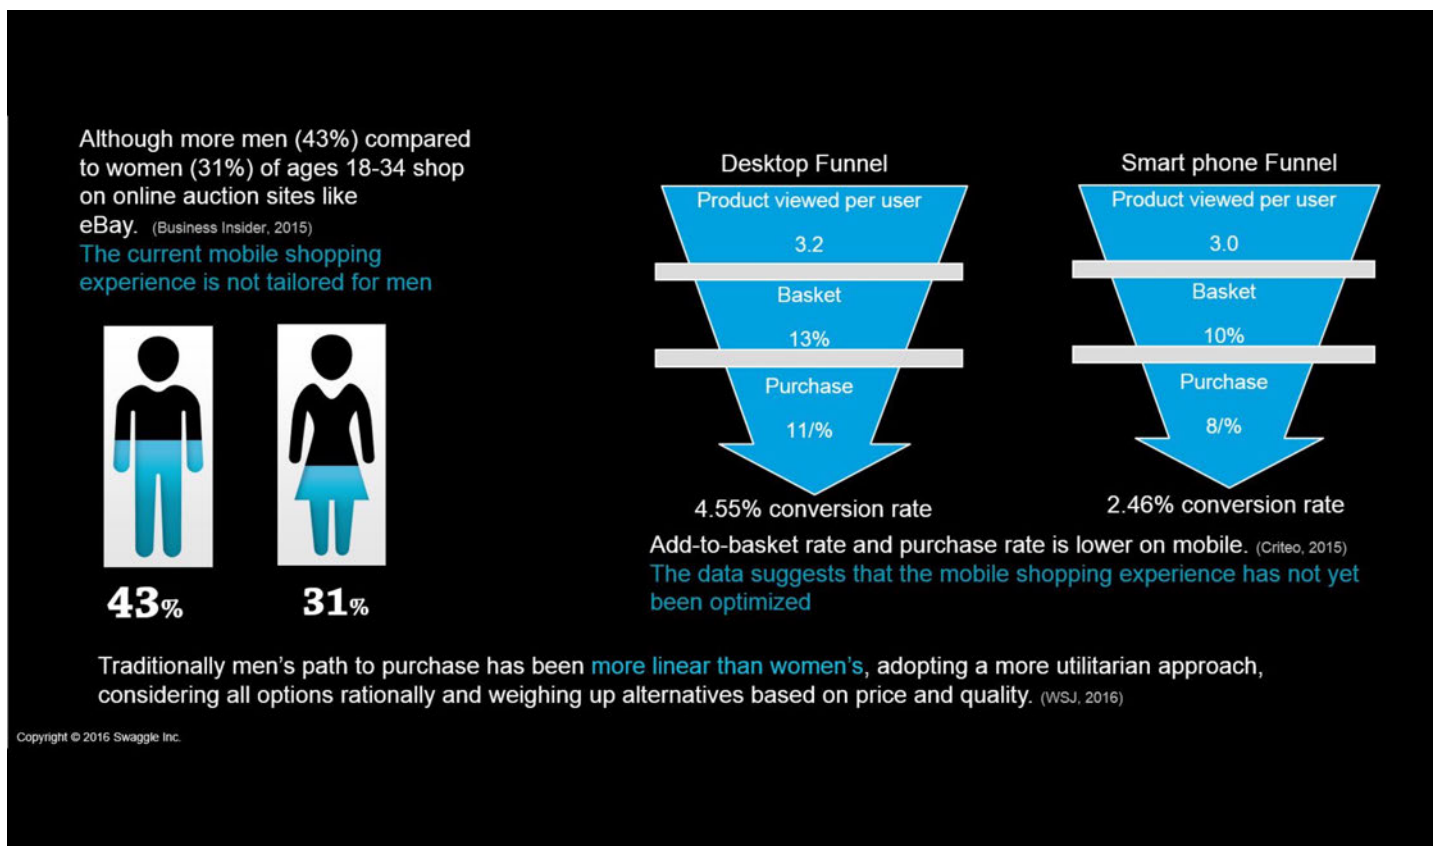 Although more men (43%) compared
to women (31%) of ages 18-34 shop
on online auction sites like
eBay. (Business Insider, 2015)
The current mobile shopping
experience is not tailored for men
43%
31%
Desktop Funnel
Product viewed per user
3.2
Basket
13%
Purchase
11/%
4.55% conversion rate
Smart phone Funnel
Product viewed per user
3.0
Basket
10%
Purchase
8/%
2.46% conversion rate
Add-to-basket rate and purchase rate is lower on mobile. (Criteo, 2015)
The data suggests that the mobile shopping experience has not yet
been optimized
Traditionally men's path to purchase has been more linear than women's, adopting a more utilitarian approach,
considering all options rationally and weighing up alternatives based on price and quality. (WSJ, 2016)
Copyright © 2016 Swaggle Inc.